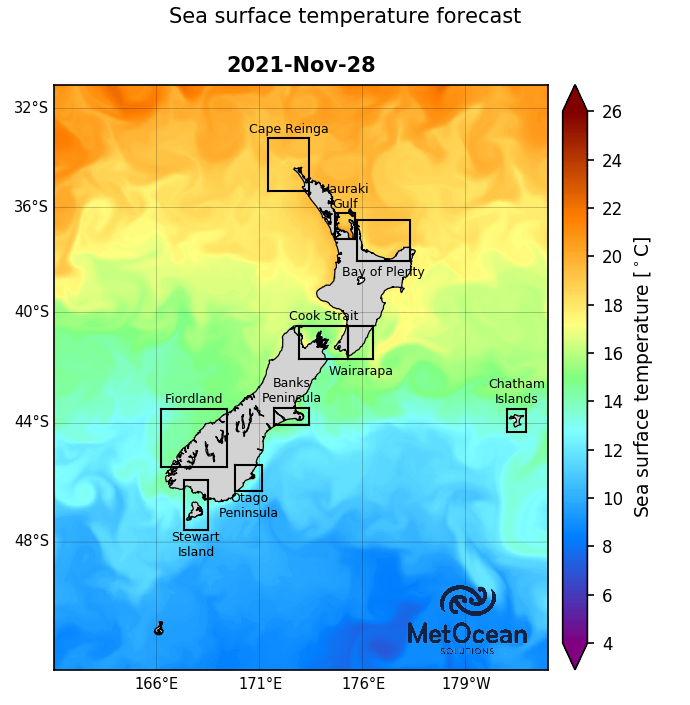 Sea surface temperature forecast
2021-Nov-28
32°S
36°S
40°S
44°S
48°S
166°E
171°E
176°E
179°W
Cape Reinga
Hauraki
Gulf
Bay of Plenty
Cook Strait
Wairarapa
Banks
Peninsula
Fiordland
Chatham
Islands
Otago
Peninsula
Stewart
Island
MetOcean
SOLUTIONS
26
24
22
20
18
16
14
12
10
8
6
4
Sea surface temperature [°C]